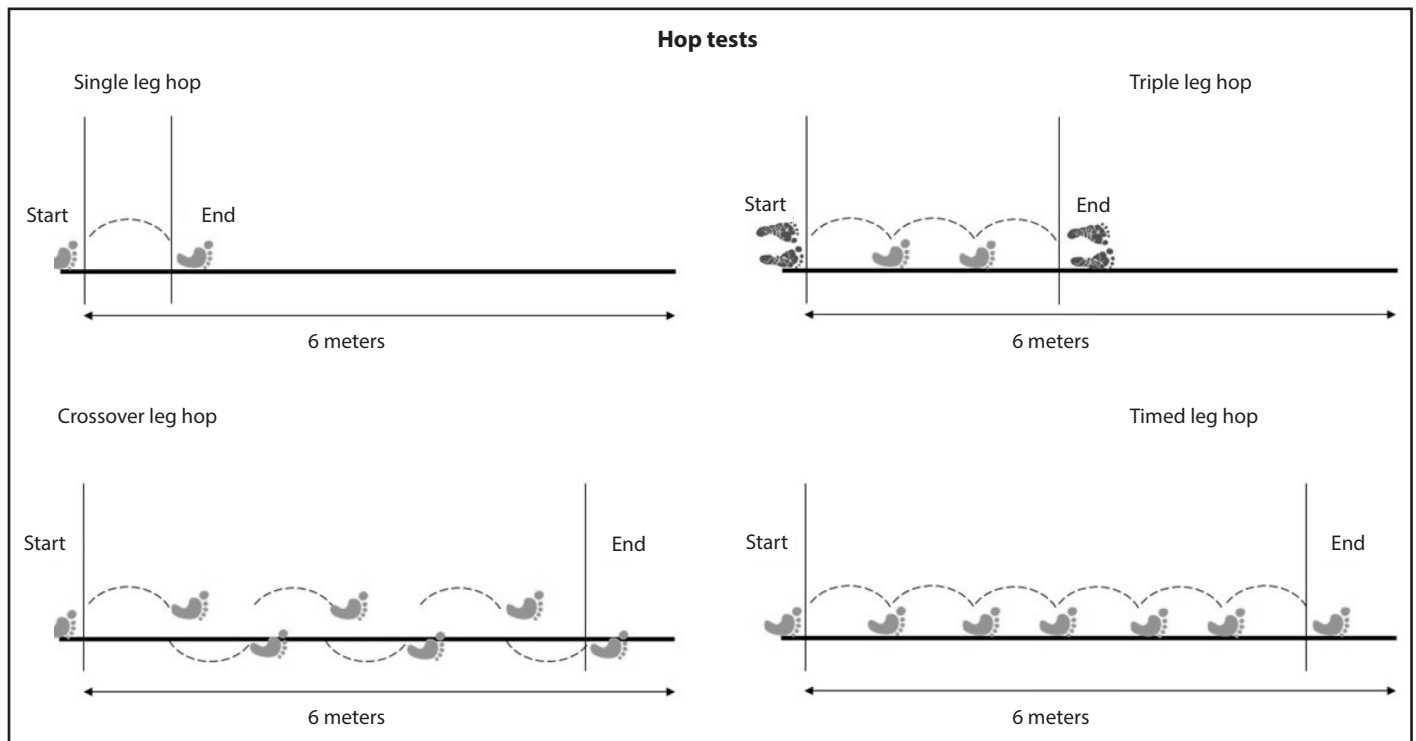 Hop tests
Single leg hop
Start
End
6 meters
Triple leg hop
Start
End
6 meters
Crossover leg hop
Start
End
6 meters
Timed leg hop
Start
End
6 meters